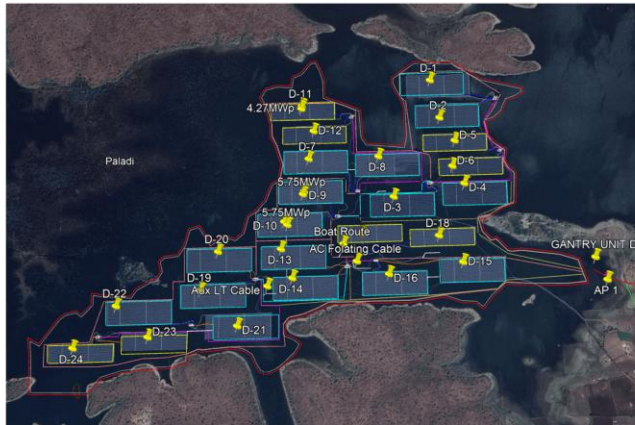 D-1
D-11
4.27MWp
D-2
D-12
D-5
D-7
Paladi
D-8
D-6
5.75MWp
D-9
D-4
D-3
5.75MWp
D-10
Boat Route
D-18
D-20
AC Folating Cable
GANTRY UNIT D
D-13
D-15
D-19
Aux LT Cable
D-14
D-16
AP 1
D-22
D-21
D-23
D-24